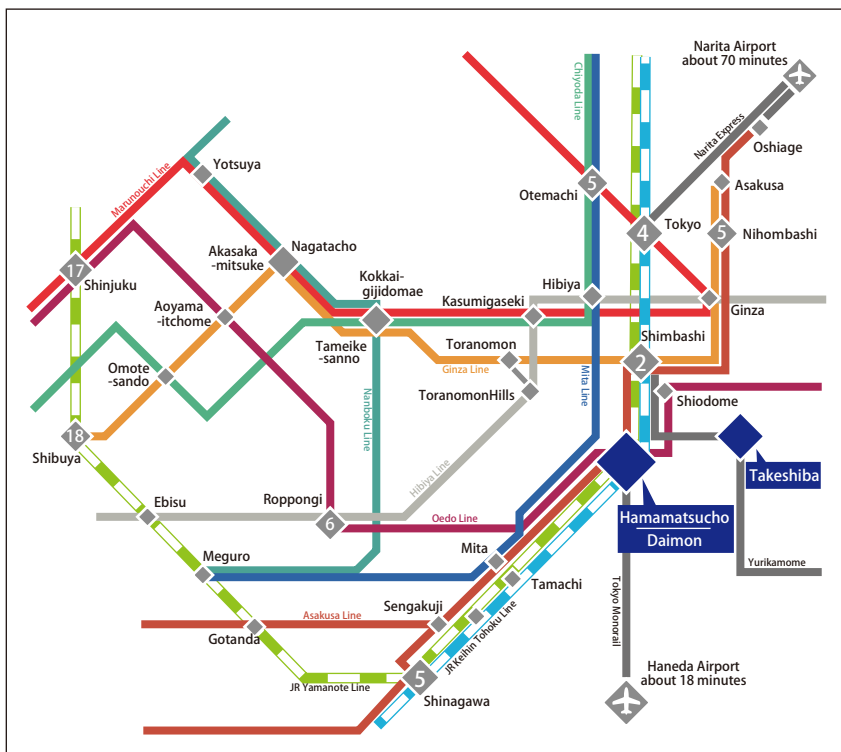 Narita Airport
about 70 minutes
Chiyoda Line
Narita Express
Oshiage
Yotsuya
Marunouchi Line
Otemachi
5
Asakusa
4
Tokyo
5
Nihombashi
Akasaka
-mitsuke
Nagatacho
17
Shinjuku
Kokkai-
gijidomae
Hibiya
Kasumigaseki
Ginza
Aoyama
-itchome
Tameike
-sanno
Toranomon
Shimbashi
2
Ginza Line
Omote-
sando
Nanboku Line
ToranomonHills
Mita Line
Shiodome
18
Shibuya
Hibiya Line
Takeshiba
Ebisu
Roppongi
6
Oedo Line
Hamamatsucho
Daimon
Meguro
Mita
Tamachi
Yurikamome
Tokyo Monorail
Asakusa Line
Sengakuji
Gotanda
JR Keihin Tohoku Line
JR Yamanote Line
5
Shinagawa
Haneda Airport
about 18 minutes